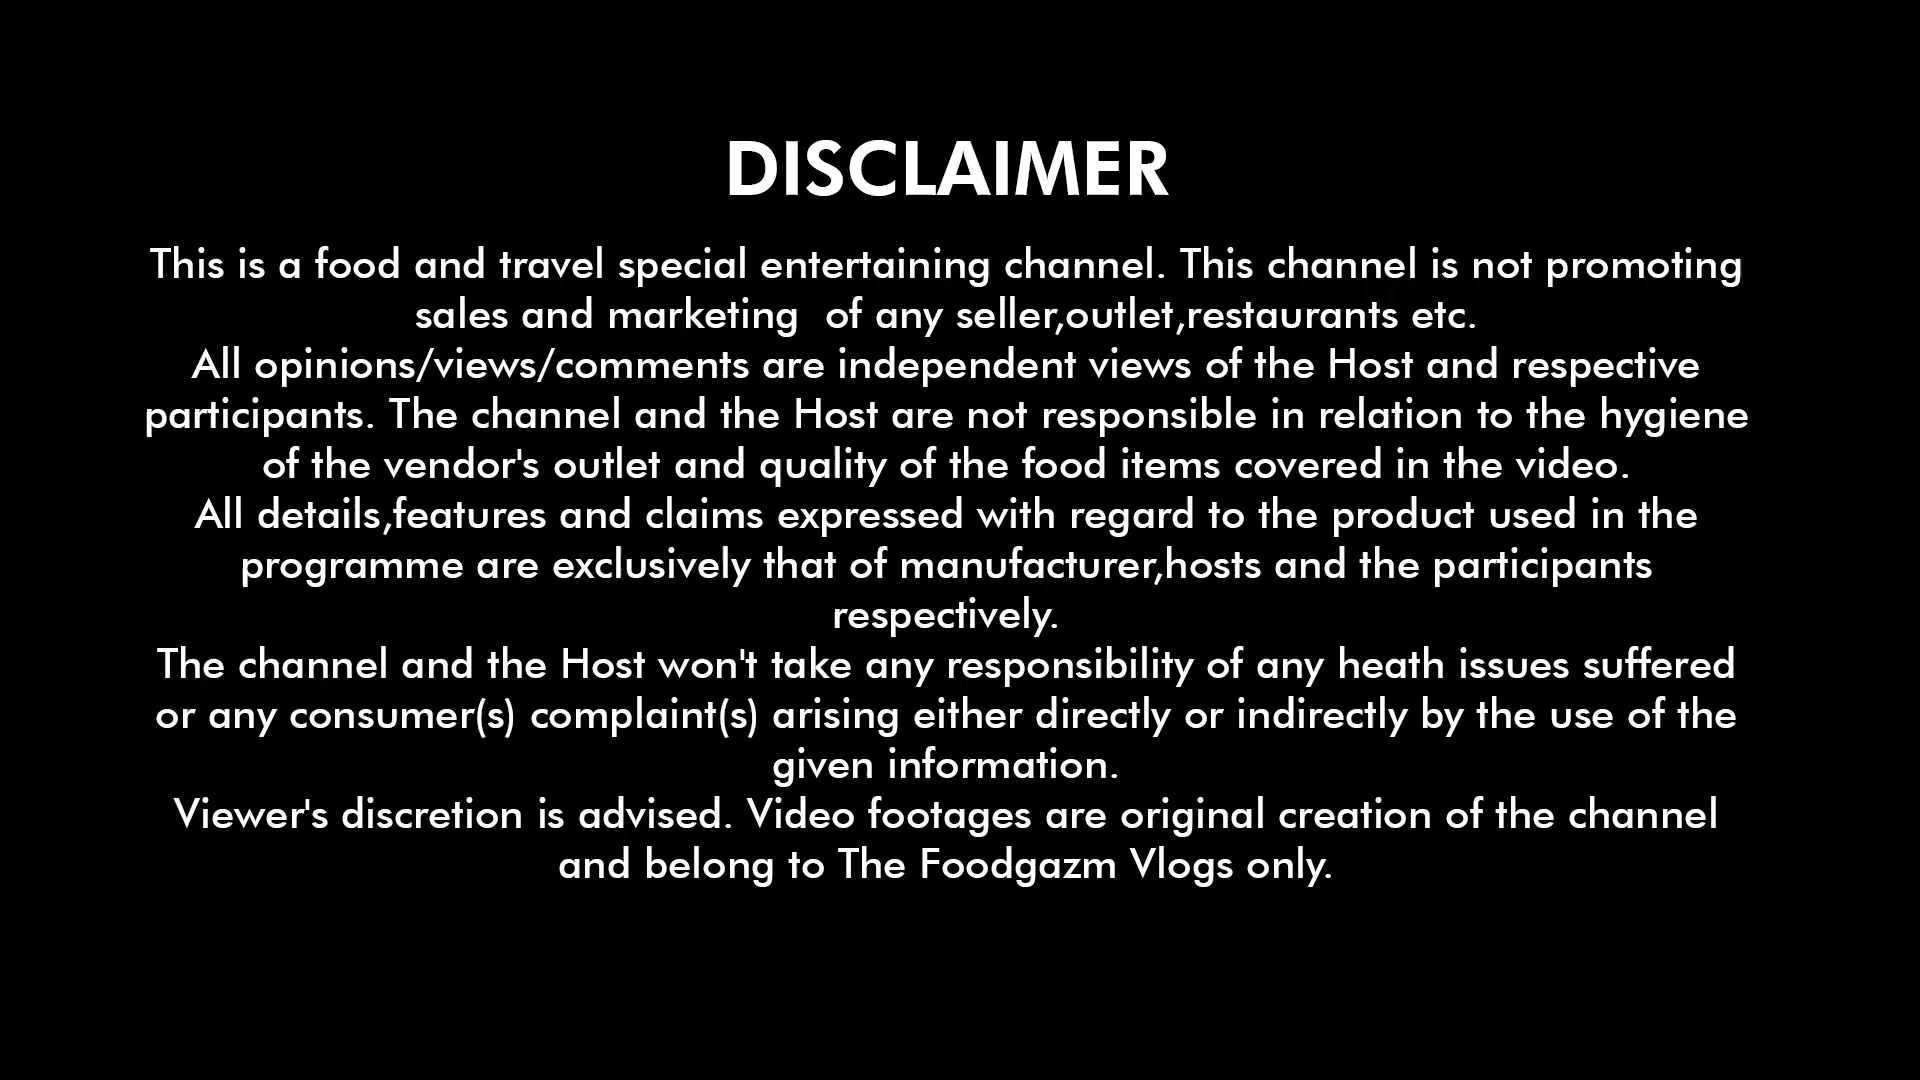 DISCLAIMER
This is a food and travel special entertaining channel. This channel is not promoting
sales and marketing  of any seller,outlet,restaurants etc.
All opinions/views/comments are independent views of the Host and respective
participants. The channel and the Host are not responsible in relation to the hygiene
of the vendor's outlet and quality of the food items covered in the video.
All details,features and claims expressed with regard to the product used in the
programme are exclusively that of manufacturer,hosts and the participants
respectively.
The channel and the Host won't take any responsibility of any heath issues suffered
or any consumer(s) complaint(s) arising either directly or indirectly by the use of the
given information.
Viewer's discretion is advised. Video footages are original creation of the channel
and belong to The Foodgazm Vlogs only.